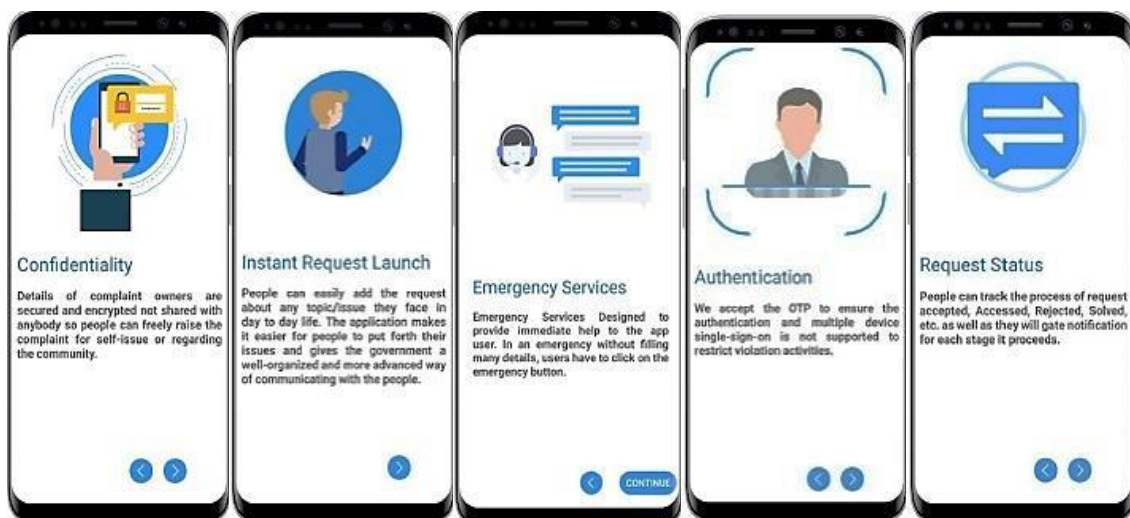 Confidentiality
Details of complaint owners are
secured and encrypted not shared with
anybody so people can freely raise the
complaint for self-issue or regarding
the community.
Instant Request Launch
People can easily add the request
about any topic/issue they face in
day to day life. The application makes
it easier for people to put forth their
issues and gives the government a
well-organized and more advanced way
of communicating with the people.
Emergency Services
Emergency Services Designed to
provide immediate help to the app
user. In an emergency without filling
many details, users have to click on the
emergency button.
CONTINUE
Authentication
We accept the OTP to ensure the
authentication and multiple device
single-sign-on is not supported to
restrict violation activities.
Request Status
People can track the process of request
accepted, Accessed, Rejected, Solved,
etc. as well as they will gate notification
for each stage it proceeds.